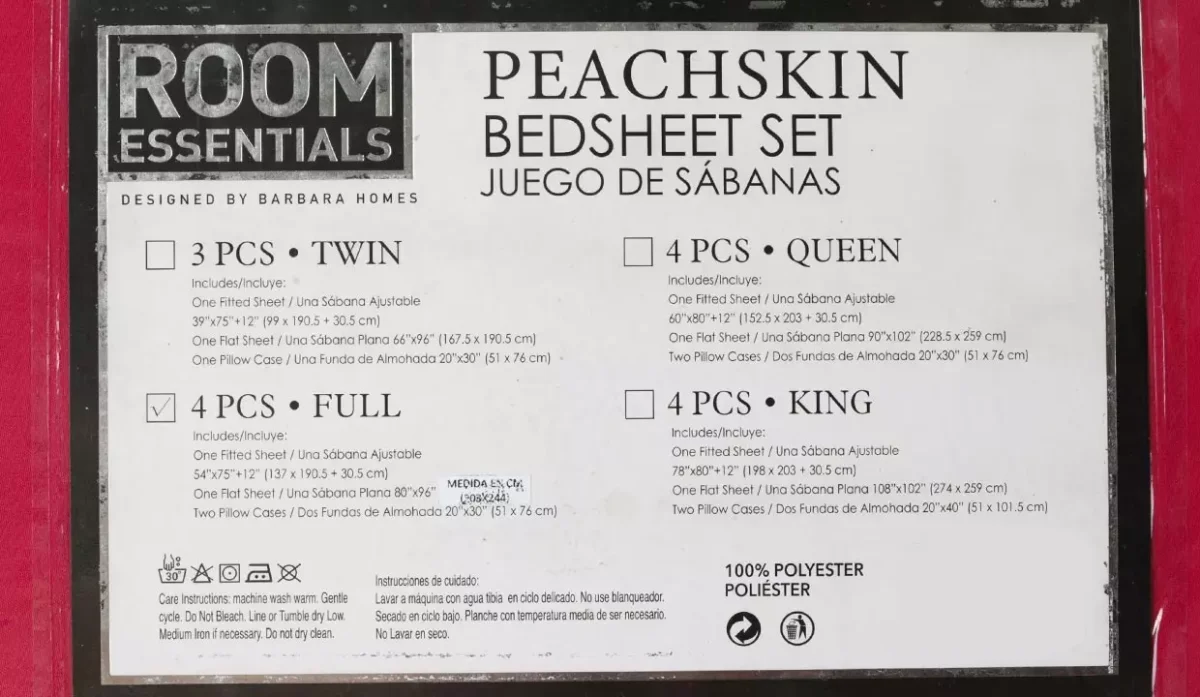 ROOM
ESSENTIALS
DESIGNED BY BARBARA HOMES
PEACHSKIN
BEDSHEET SET
JUEGO DE SÁBANAS
3 PCS • TWIN
Includes/Incluye:
One Fitted Sheet / Una Sábana Ajustable
39"x75"+12" (99 x 190.5 + 30.5 cm)
One Flat Sheet / Una Sábana Plana 66"x96" (167.5 x 190.5 cm)
One Pillow Case / Una Funda de Almohada 20"x30" (51 x 76 cm)
4 PCS • QUEEN
Includes/Incluye:
One Fitted Sheet / Una Sábana Ajustable
60"x80"+12" (152.5 x 203 + 30.5 cm)
One Flat Sheet / Una Sábana Plana 90"x102" (228.5 x 259 cm)
Two Pillow Cases / Dos Fundas de Almohada 20"x30" (51 x 76 cm)
4 PCS • FULL
Includes/Incluye:
One Fitted Sheet / Una Sábana Ajustable
54"x75"+12" (137 x 190.5 + 30.5 cm)
One Flat Sheet / Una Sábana Plana 80"x96"
MEDIDA EN CM
(208X244)
Two Pillow Cases / Dos Fundas de Almohada 20"x30" (51 x 76 cm)
4 PCS • KING
Includes/Incluye:
One Fitted Sheet / Una Sábana Ajustable
78"x80"+12" (198 x 203 + 30.5 cm)
One Flat Sheet / Una Sábana Plana 108"x102" (274 x 259 cm)
Two Pillow Cases / Dos Fundas de Almohada 20"x40" (51 x 101.5 cm)
30°
Care Instructions: machine wash warm. Gentle
cycle. Do Not Bleach. Line or Tumble dry Low.
Medium Iron if necessary. Do not dry clean.
Instrucciones de cuidado:
Lavar a máquina con agua tibia en ciclo delicado. No use blanqueador.
Secado en ciclo bajo. Planche con temperatura media de ser necesario.
No Lavar en seco.
100% POLYESTER
POLIÉSTER